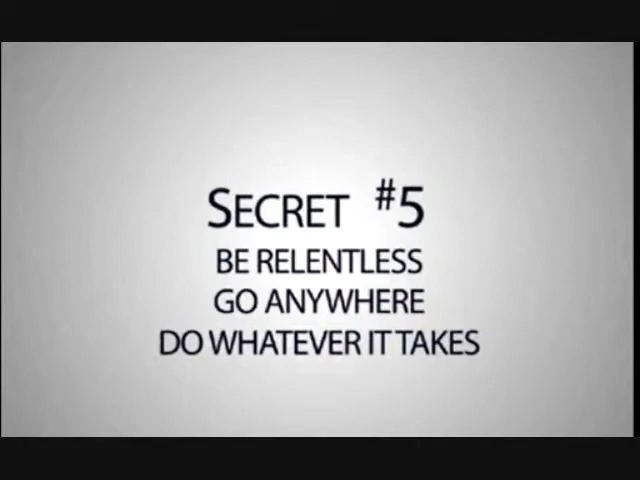 SECRET #5
BE RELENTLESS
GO ANYWHERE
DO WHATEVER IT TAKES